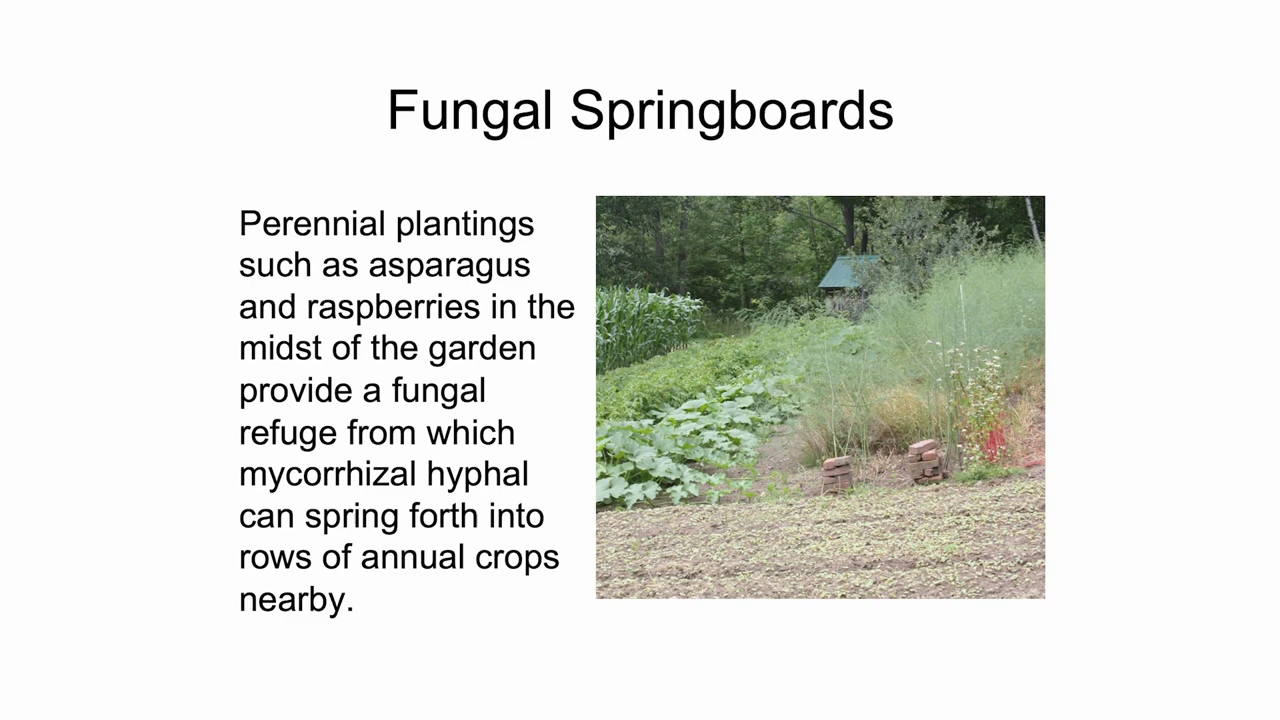 Fungal Springboards
Perennial plantings
such as asparagus
and raspberries in the
midst of the garden
provide a fungal
refuge from which
mycorrhizal hyphal
can spring forth into
rows of annual crops
nearby.